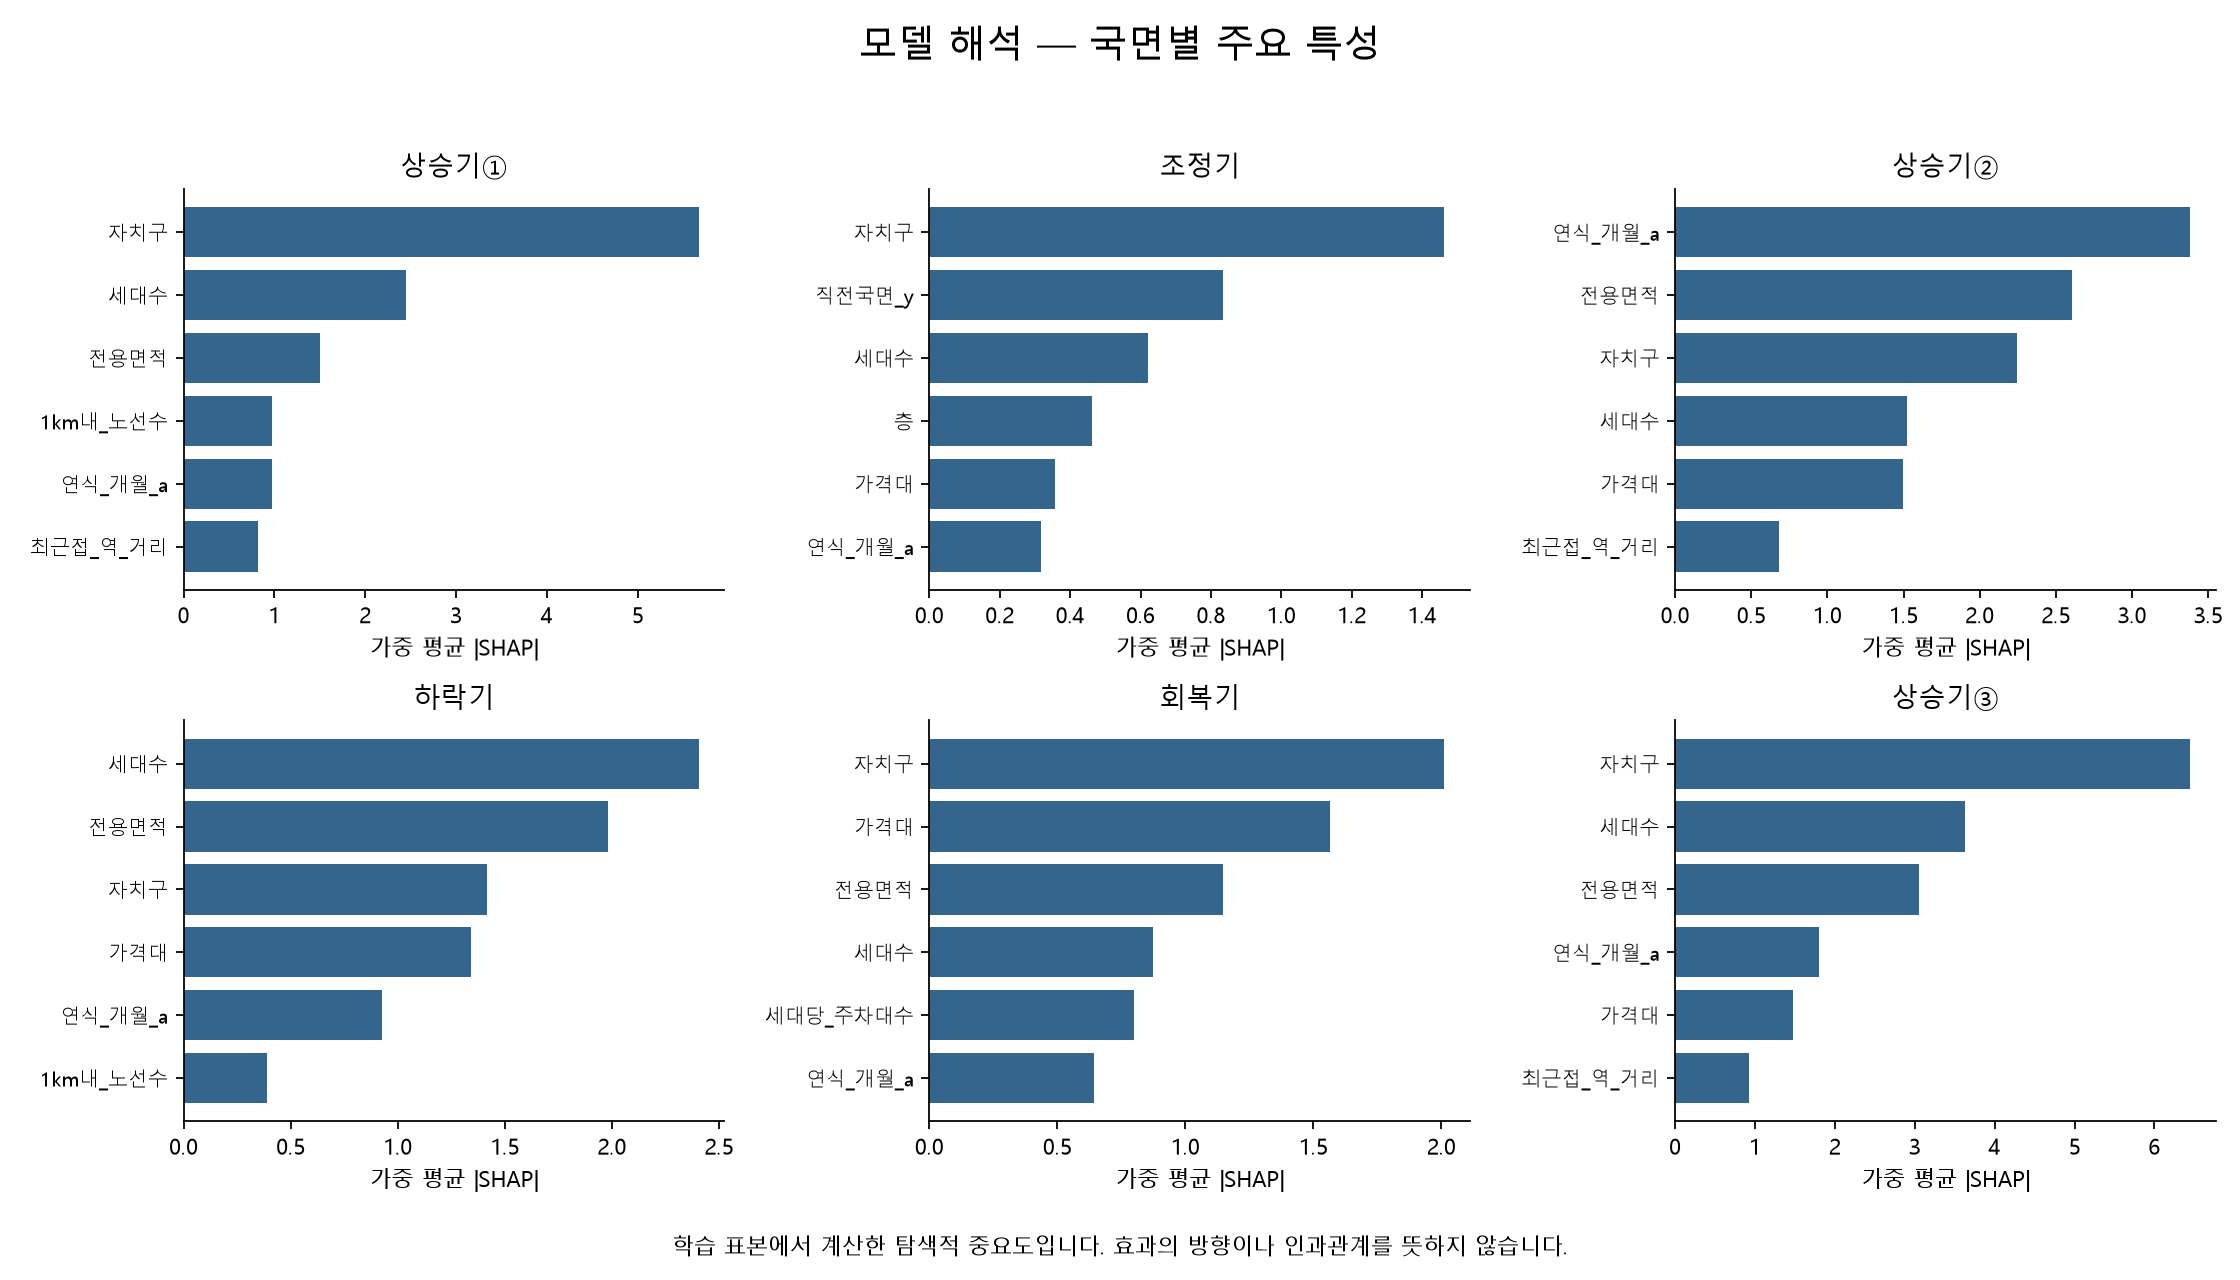 모델 해석 — 국면별 주요 특성
상승기①
자치구
세대수
전용면적
1km내_노선수
연식_개월_a
최근접_역_거리
0 1 2 3 4 5
가중 평균 |SHAP|
조정기
자치구
직전국면_y
세대수
층
가격대
연식_개월_a
0.0 0.2 0.4 0.6 0.8 1.0 1.2 1.4
가중 평균 |SHAP|
상승기②
연식_개월_a
전용면적
자치구
세대수
가격대
최근접_역_거리
0.0 0.5 1.0 1.5 2.0 2.5 3.0 3.5
가중 평균 |SHAP|
하락기
세대수
전용면적
자치구
가격대
연식_개월_a
1km내_노선수
0.0 0.5 1.0 1.5 2.0 2.5
가중 평균 |SHAP|
회복기
자치구
가격대
전용면적
세대수
세대당_주차대수
연식_개월_a
0.0 0.5 1.0 1.5 2.0
가중 평균 |SHAP|
상승기③
자치구
세대수
전용면적
연식_개월_a
가격대
최근접_역_거리
0 1 2 3 4 5 6
가중 평균 |SHAP|
학습 표본에서 계산한 탐색적 중요도입니다. 효과의 방향이나 인과관계를 뜻하지 않습니다.